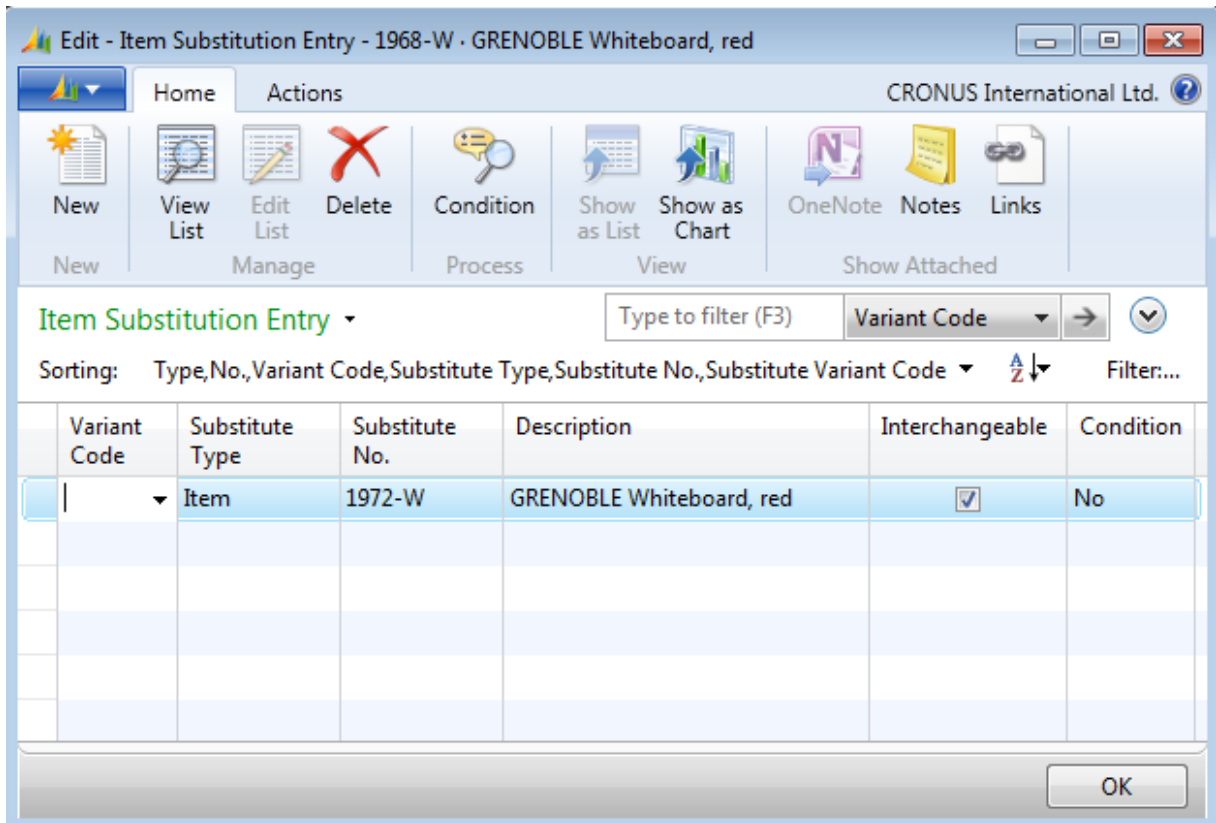 Edit - Item Substitution Entry - 1968-W · GRENOBLE Whiteboard, red
Home Actions CRONUS International Ltd.
New View List Edit List Delete Condition Show as List Show as Chart OneNote Notes Links
New Manage Process View Show Attached
Item Substitution Entry Type to filter (F3) Variant Code
Sorting: Type,No.,Variant Code,Substitute Type,Substitute No.,Substitute Variant Code A Z Filter:...
Variant Code Substitute Type Substitute No. Description Interchangeable Condition
Item 1972-W GRENOBLE Whiteboard, red No
OK